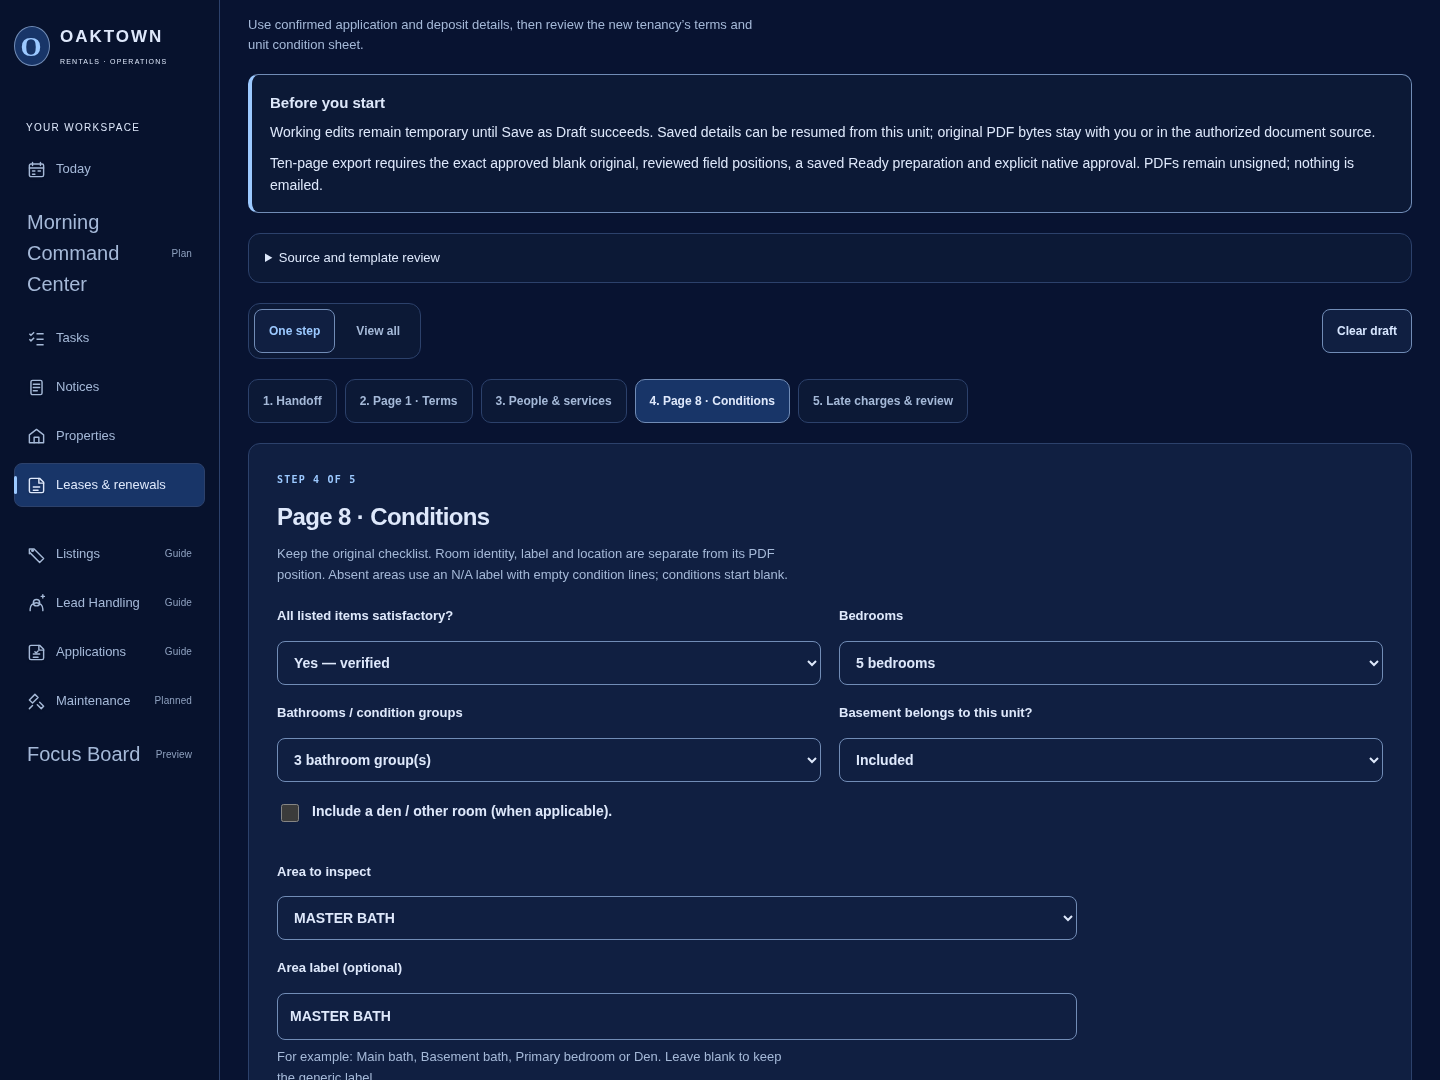 O
OAKTOWN
RENTALS · OPERATIONS
YOUR WORKSPACE
Today
Morning
Command
Center
Plan
Tasks
Notices
Properties
Leases & renewals
Listings
Guide
Lead Handling
Guide
Applications
Guide
Maintenance
Planned
Focus Board
Preview
Use confirmed application and deposit details, then review the new tenancy's terms and
unit condition sheet.
Before you start
Working edits remain temporary until Save as Draft succeeds. Saved details can be resumed from this unit; original PDF bytes stay with you or in the authorized document source.
Ten-page export requires the exact approved blank original, reviewed field positions, a saved Ready preparation and explicit native approval. PDFs remain unsigned; nothing is
emailed.
Source and template review
One step
View all
Clear draft
1. Handoff
2. Page 1 · Terms
3. People & services
4. Page 8 · Conditions
5. Late charges & review
STEP 4 OF 5
Page 8 · Conditions
Keep the original checklist. Room identity, label and location are separate from its PDF
position. Absent areas use an N/A label with empty condition lines; conditions start blank.
All listed items satisfactory?
Bedrooms
Yes — verified
5 bedrooms
Bathrooms / condition groups
Basement belongs to this unit?
3 bathroom group(s)
Included
Include a den / other room (when applicable).
Area to inspect
MASTER BATH
Area label (optional)
MASTER BATH
For example: Main bath, Basement bath, Primary bedroom or Den. Leave blank to keep
the generic label.